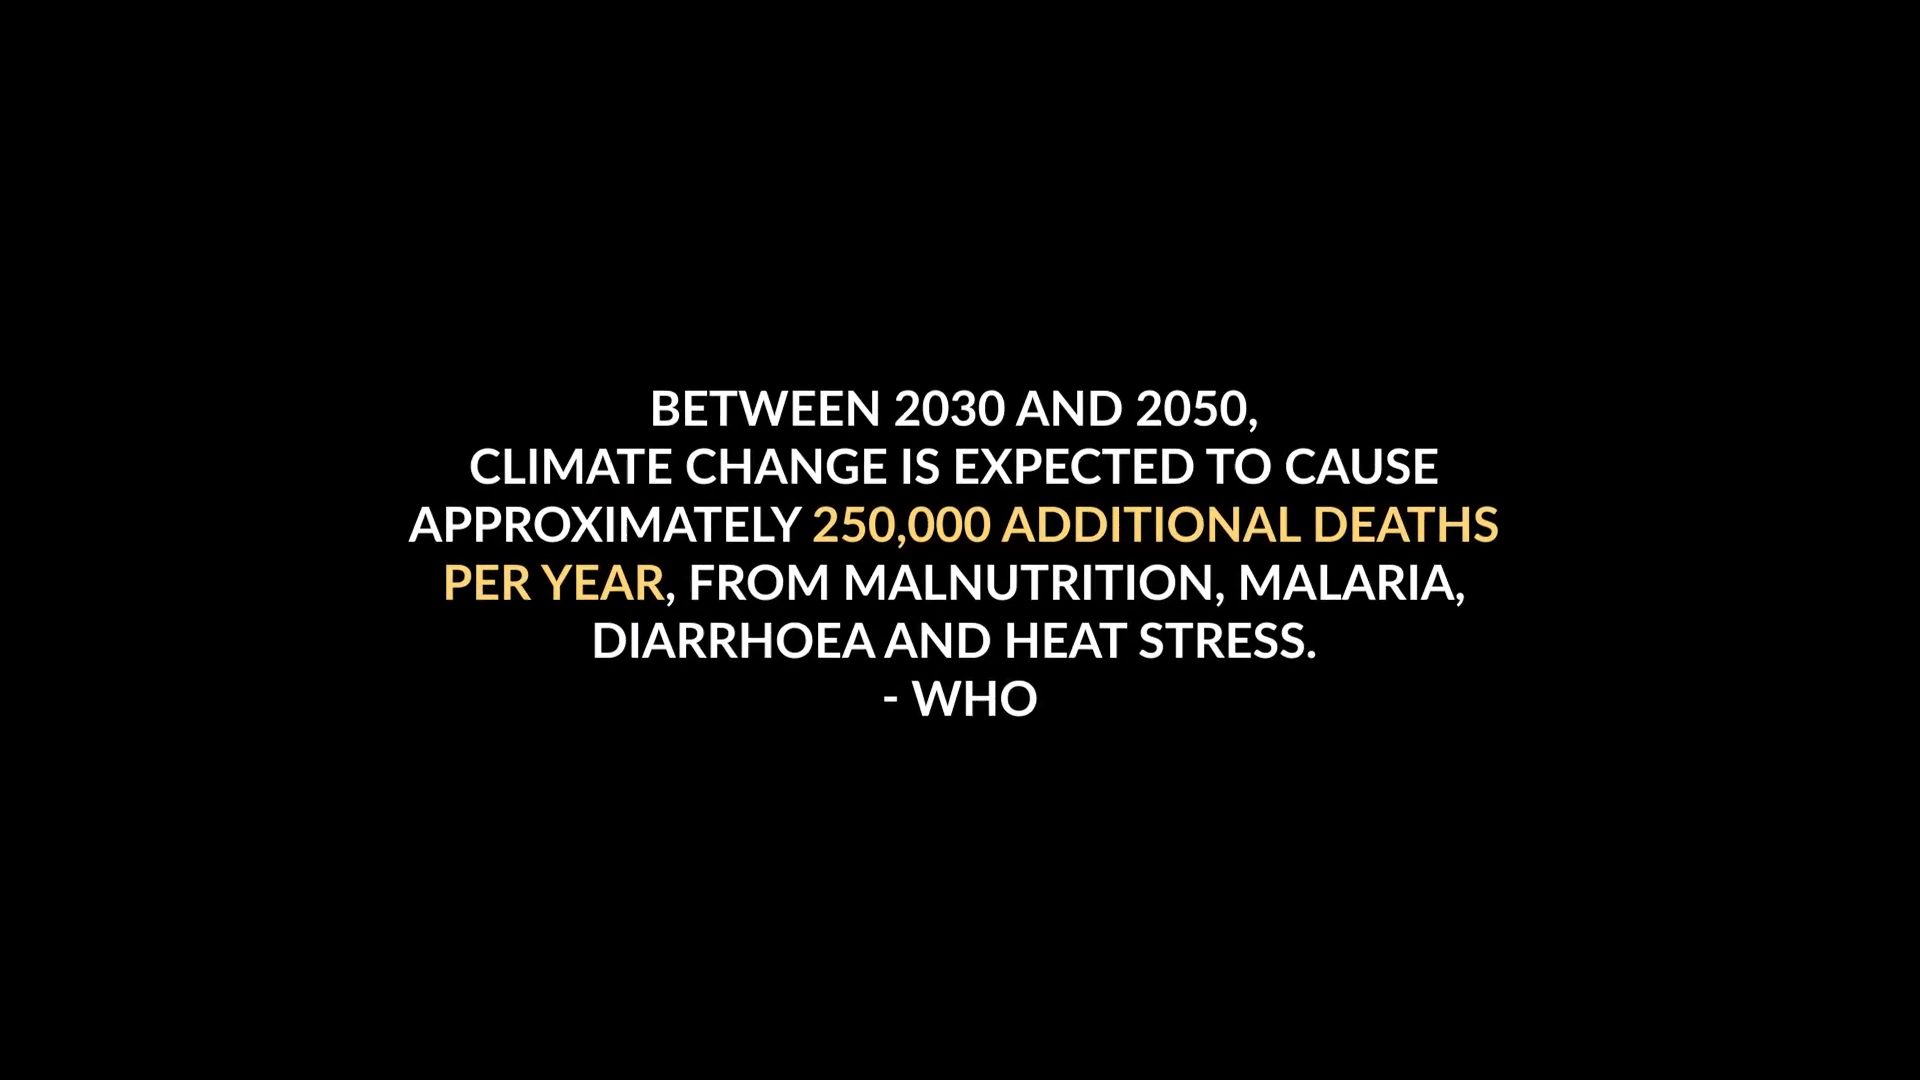 BETWEEN 2030 AND 2050,
CLIMATE CHANGE IS EXPECTED TO CAUSE
APPROXIMATELY 250,000 ADDITIONAL DEATHS
PER YEAR, FROM MALNUTRITION, MALARIA,
DIARRHOEA AND HEAT STRESS.
- WHO